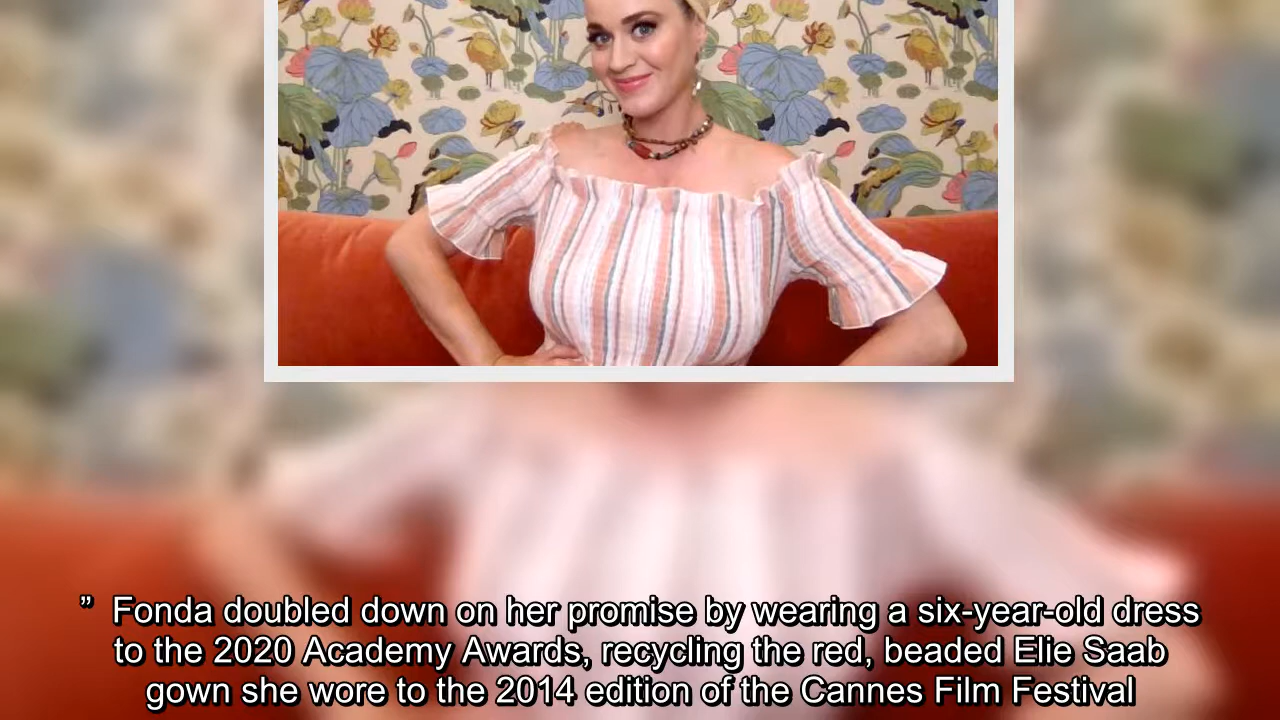 ” Fonda doubled down on her promise by wearing a six-year-old dress
to the 2020 Academy Awards, recycling the red, beaded Elie Saab
gown she wore to the 2014 edition of the Cannes Film Festival